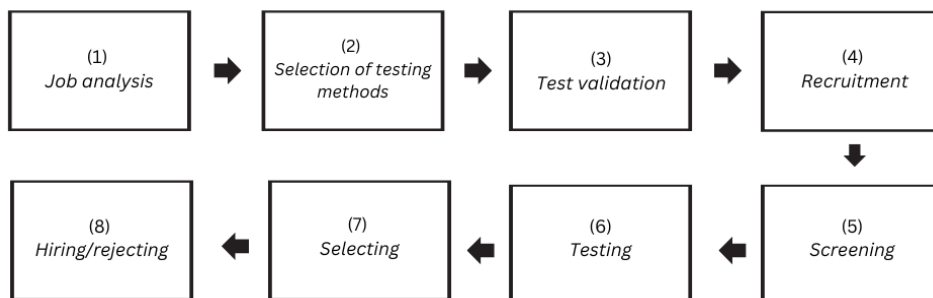 (1)
Job analysis
(2)
Selection of testing
methods
(3)
Test validation
(4)
Recruitment
(5)
Screening
(6)
Testing
(7)
Selecting
(8)
Hiring/rejecting